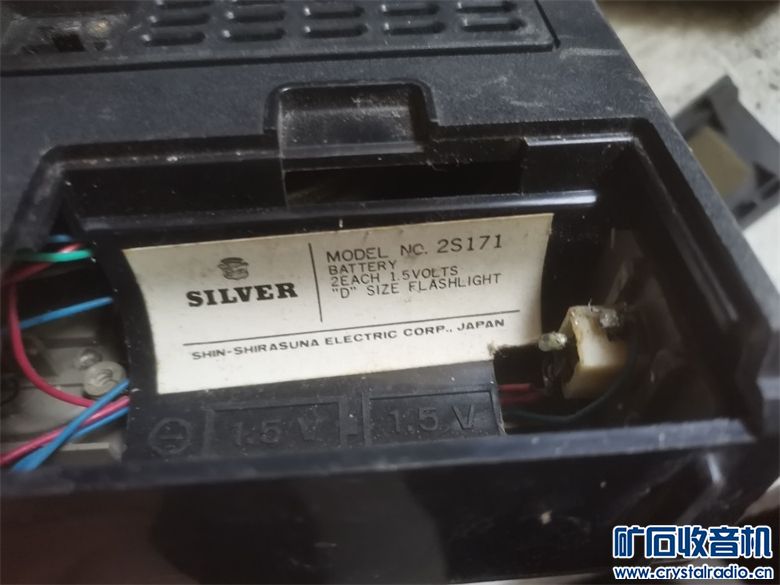 SILVER
MODEL NO. 2S171
BATTERY
2EACH 1.5VOLTS
"D" SIZE FLASHLIGHT
SHIN-SHIRASUNA ELECTRIC CORP., JAPAN
1.5 V - 1.5 V
矿石收音机
www.crystalradio.cn